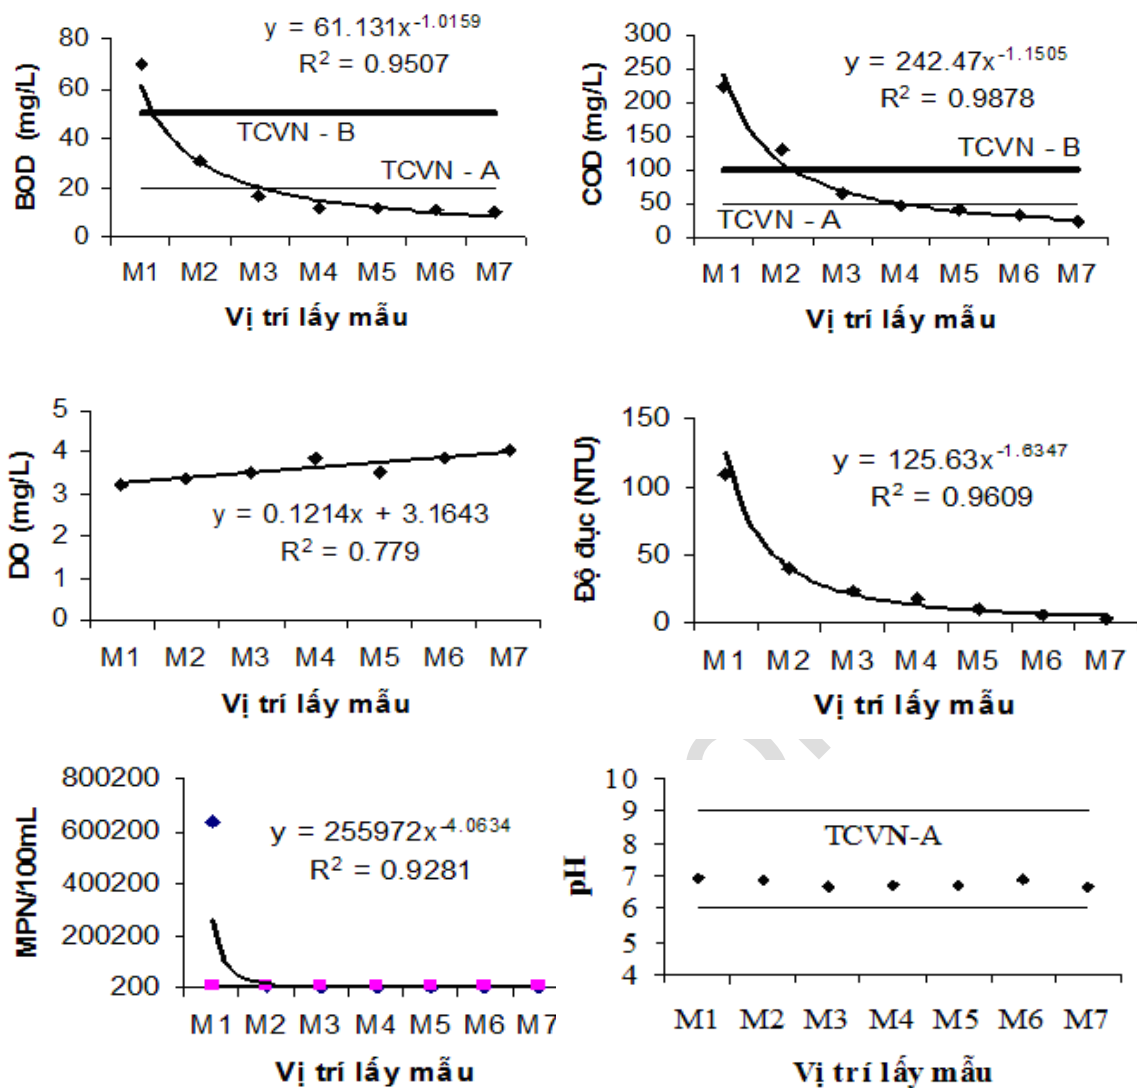 BOD (mg/L)
80
60
40
20
0
y = 61.131x^-1.0159
R² = 0.9507
TCVN - B
TCVN - A
M1 M2 M3 M4 M5 M6 M7
Vị trí lấy mẫu
COD (mg/L)
300
250
200
150
100
50
0
y = 242.47x^-1.1505
R² = 0.9878
TCVN - B
TCVN - A
M1 M2 M3 M4 M5 M6 M7
Vị trí lấy mẫu
DO (mg/L)
5
4
3
2
1
0
y = 0.1214x + 3.1643
R² = 0.779
M1 M2 M3 M4 M5 M6 M7
Vị trí lấy mẫu
Độ đục (NTU)
150
100
50
0
y = 125.63x^-1.6347
R² = 0.9609
M1 M2 M3 M4 M5 M6 M7
Vị trí lấy mẫu
MPN/100mL
800200
600200
400200
200200
200
y = 255972x^-4.0634
R² = 0.9281
M1 M2 M3 M4 M5 M6 M7
Vị trí lấy mẫu
pH
10
9
8
7
6
5
4
TCVN-A
M1 M2 M3 M4 M5 M6 M7
Vị trí lấy mẫu